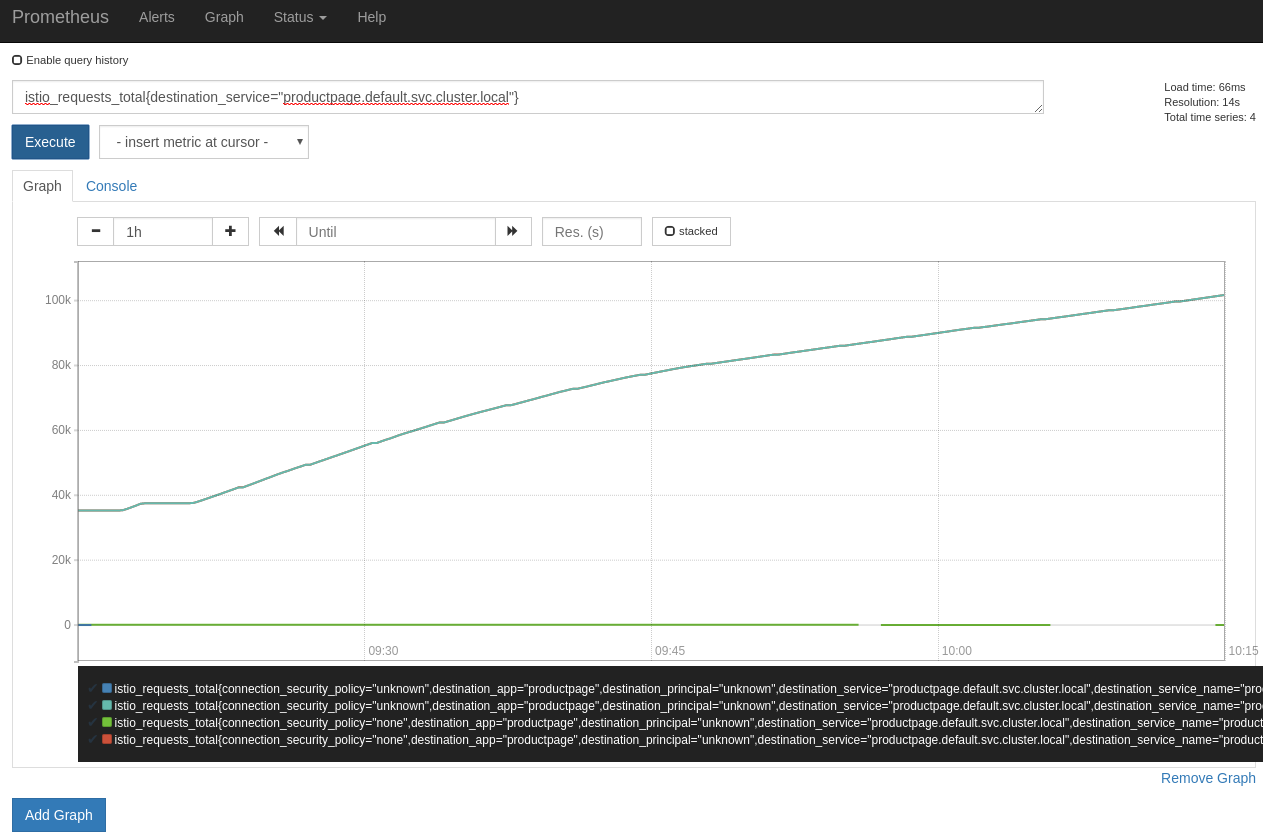 Prometheus Alerts Graph Status Help
Enable query history
istio_requests_total{destination_service="productpage.default.svc.cluster.local"}
Load time: 66ms
Resolution: 14s
Total time series: 4
Execute - insert metric at cursor -
Graph Console
1h Until Res. (s) stacked
100k
80k
60k
40k
20k
0
09:30 09:45 10:00 10:15
istio_requests_total{connection_security_policy="unknown",destination_app="productpage",destination_principal="unknown",destination_service="productpage.default.svc.cluster.local",destination_service_name="pro
istio_requests_total{connection_security_policy="unknown",destination_app="productpage",destination_principal="unknown",destination_service="productpage.default.svc.cluster.local",destination_service_name="pro
istio_requests_total{connection_security_policy="none",destination_app="productpage",destination_principal="unknown",destination_service="productpage.default.svc.cluster.local",destination_service_name="product
istio_requests_total{connection_security_policy="none",destination_app="productpage",destination_principal="unknown",destination_service="productpage.default.svc.cluster.local",destination_service_name="product
Remove Graph
Add Graph